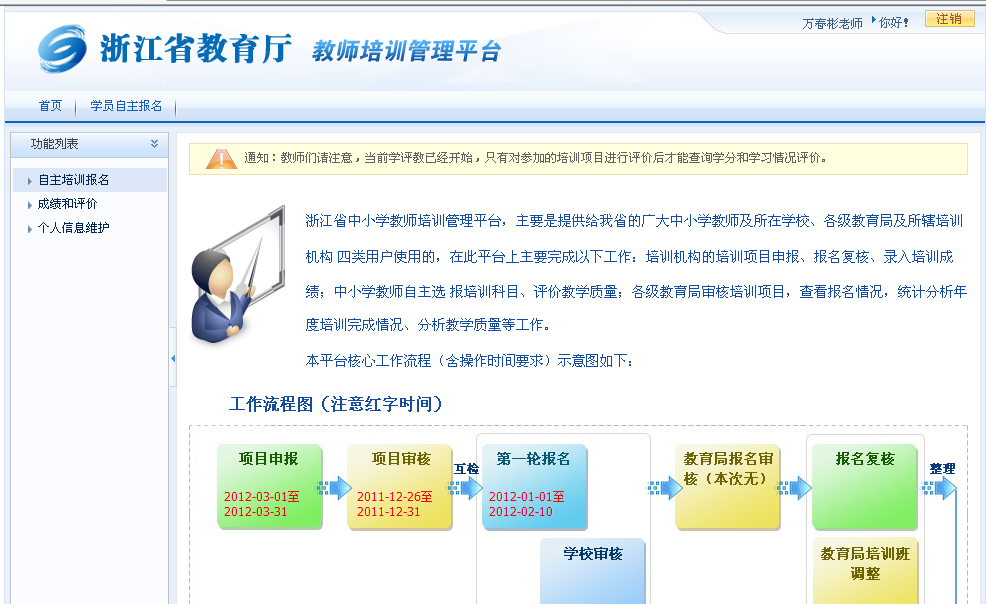 万春彬老师 你好！ 注销
浙江省教育厅 教师培训管理平台
首页 学员自主报名
功能列表
自主培训报名
成绩和评价
个人信息维护
通知：教师们请注意，当前学评教已经开始，只有对参加的培训项目进行评价后才能查询学分和学习情况评价。
浙江省中小学教师培训管理平台，主要是提供给我省的广大中小学教师及所在学校、各级教育局及所辖培训
机构 四类用户使用的，在此平台上主要完成以下工作：培训机构的培训项目申报、报名复核、录入培训成
绩；中小学教师自主选 报培训科目、评价教学质量；各级教育局审核培训项目，查看报名情况，统计分析年
度培训完成情况、分析教学质量等工作。
本平台核心工作流程（含操作时间要求）示意图如下：
工作流程图（注意红字时间）
项目申报
2012-03-01至
2012-03-31
项目审核
2011-12-26至
2011-12-31
互检
第一轮报名
2012-01-01至
2012-02-10
学校审核
教育局报名审
核（本次无）
报名复核
整理
教育局培训班
调整